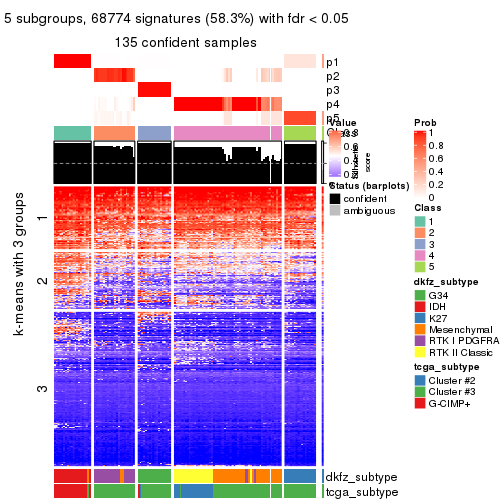 5 subgroups, 68774 signatures (58.3%) with fdr < 0.05
135 confident samples
p1
p2
p3
p4
p5
Value
Prob
1
0.8
0.6
0.4
0.2
0
Silhouette
score
Status (barplots)
confident
ambiguous
Class
1
2
3
4
5
k-means with 3 groups
1
2
3
dkfz_subtype
G34
IDH
K27
Mesenchymal
RTK I PDGFRA
RTK II Classic
tcga_subtype
Cluster #2
Cluster #3
G-CIMP+
dkfz_subtype
tcga_subtype